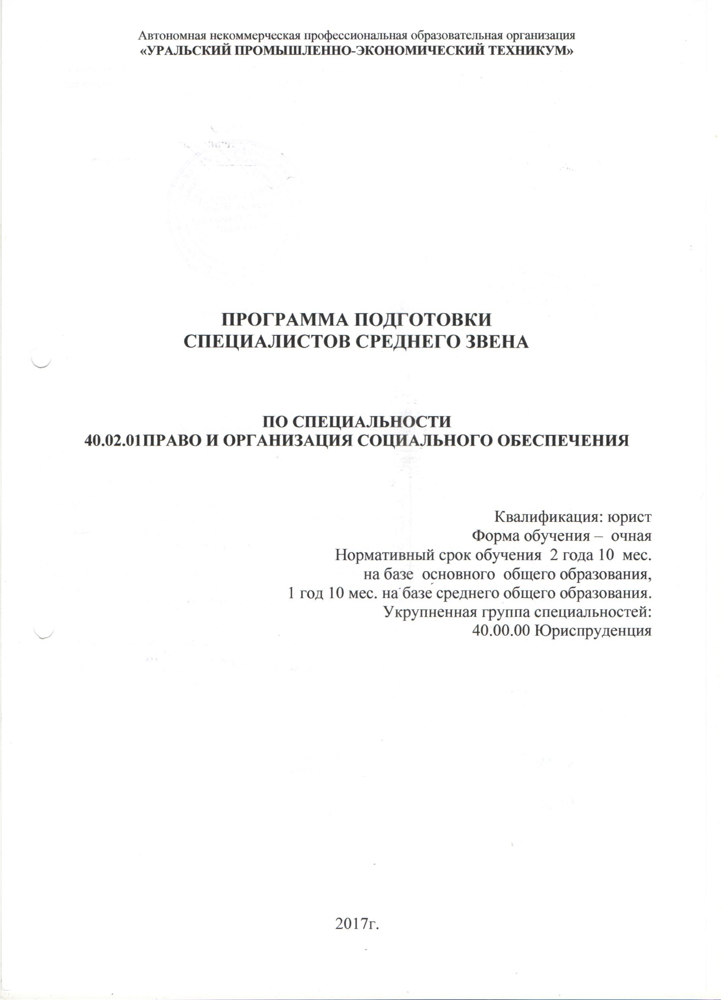 Автономная некоммерческая профессиональная образовательная организация
«УРАЛЬСКИЙ ПРОМЫШЛЕННО-ЭКОНОМИЧЕСКИЙ ТЕХНИКУМ»
ПРОГРАММА ПОДГОТОВКИ
СПЕЦИАЛИСТОВ СРЕДНЕГО ЗВЕНА
ПО СПЕЦИАЛЬНОСТИ
40.02.01ПРАВО И ОРГАНИЗАЦИЯ СОЦИАЛЬНОГО ОБЕСПЕЧЕНИЯ
Квалификация: юрист
Форма обучения – очная
Нормативный срок обучения 2 года 10 мес.
на базе основного общего образования,
1 год 10 мес. на базе среднего общего образования.
Укрупненная группа специальностей:
40.00.00 Юриспруденция
2017г.